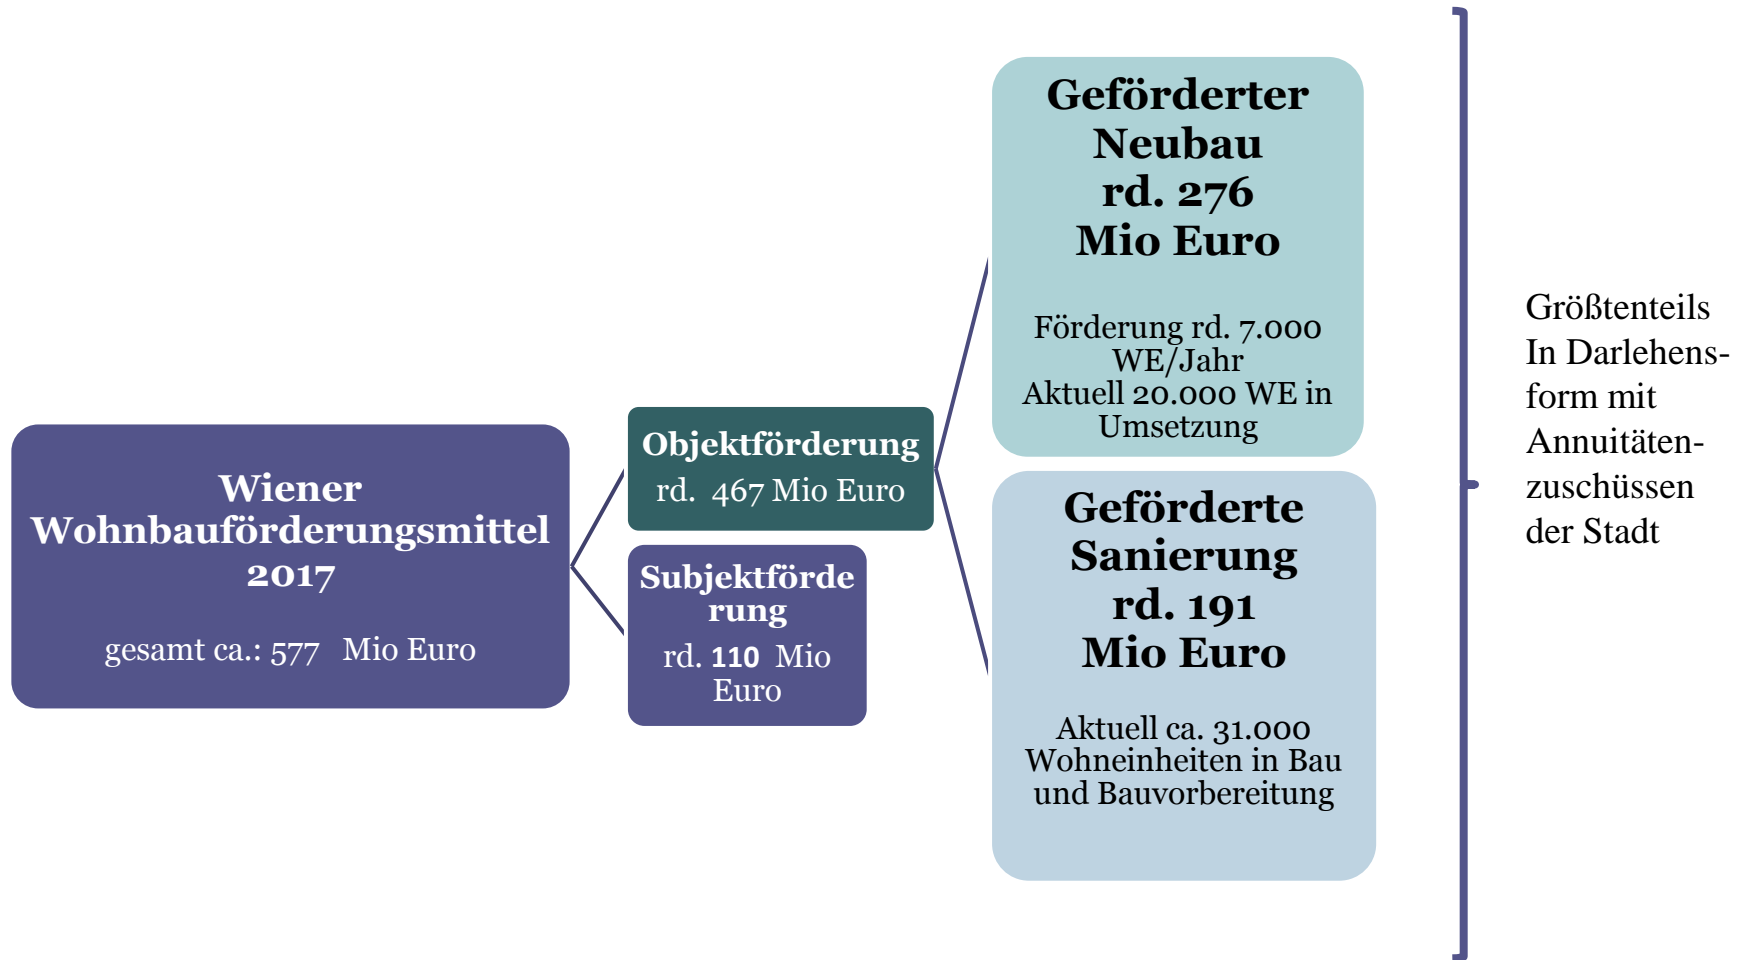 Wiener
Wohnbauförderungsmittel
2017
gesamt ca.: 577 Mio Euro
Objektförderung
rd. 467 Mio Euro
Subjektförde
rung
rd. 110 Mio
Euro
Geförderter
Neubau
rd. 276
Mio Euro
Förderung rd. 7.000
WE/Jahr
Aktuell 20.000 WE in
Umsetzung
Geförderte
Sanierung
rd. 191
Mio Euro
Aktuell ca. 31.000
Wohneinheiten in Bau
und Bauvorbereitung
Größtenteils
In Darlehens-
form mit
Annuitäten-
zuschüssen
der Stadt